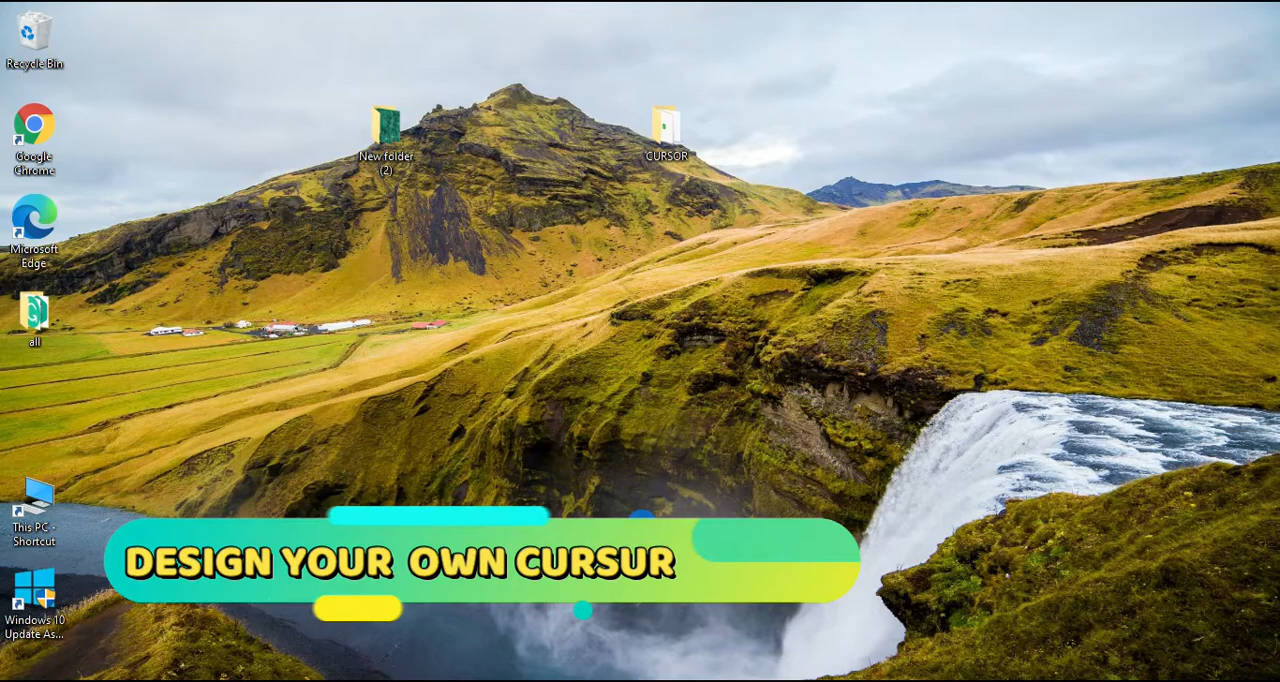 Recycle Bin
Google
Chrome
Microsoft
Edge
all
This PC -
Shortcut
Windows 10
Update As...
New folder
(2)
CURSOR
DESIGN YOUR OWN CURSUR